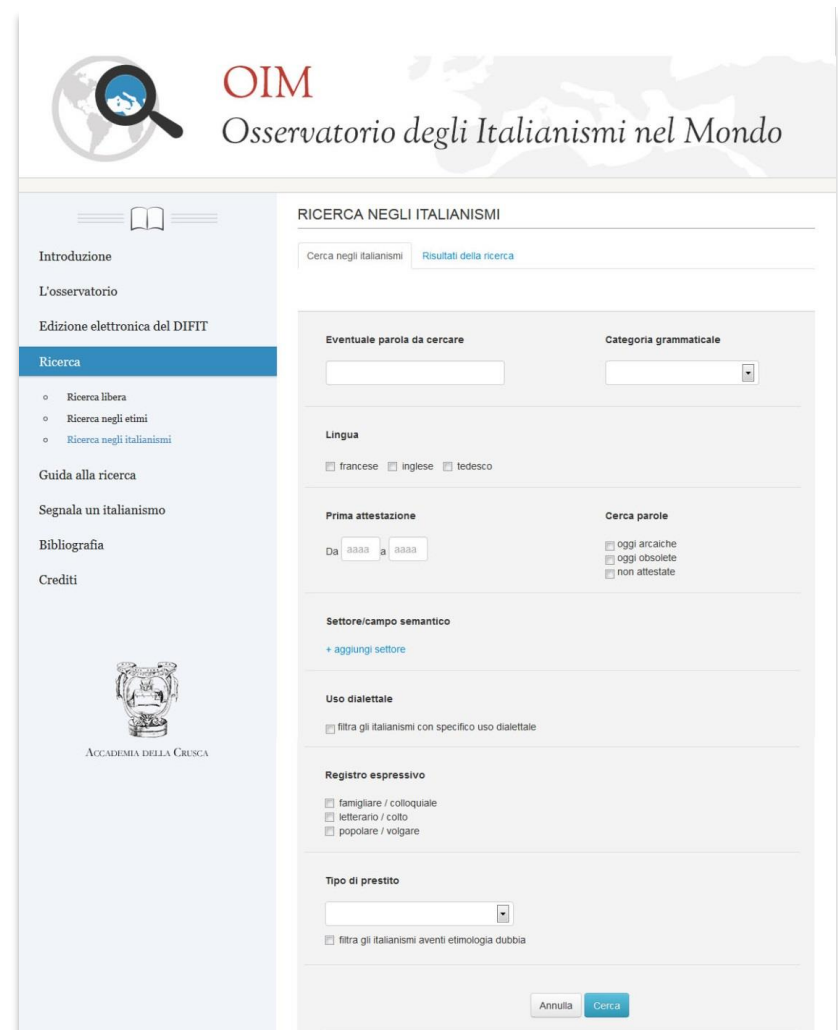 OIM
Osservatorio degli Italianismi nel Mondo
Introduzione
L'osservatorio
Edizione elettronica del DIFIT
Ricerca
Ricerca libera
Ricerca negli etimi
Ricerca negli italianismi
Guida alla ricerca
Segnala un italianismo
Bibliografia
Crediti
ACCADEMIA DELLA CRUSCA
RICERCA NEGLI ITALIANISMI
Cerca negli italianismi Risultati della ricerca
Eventuale parola da cercare Categoria grammaticale
Lingua
francese inglese tedesco
Prima attestazione Cerca parole
Da aaaa a aaaa
oggi arcaiche
oggi obsolete
non attestate
Settore/campo semantico
+ aggiungi settore
Uso dialettale
filtra gli italianismi con specifico uso dialettale
Registro espressivo
famigliare / colloquiale
letterario / colto
popolare / volgare
Tipo di prestito
filtra gli italianismi aventi etimologia dubbia
Annulla Cerca